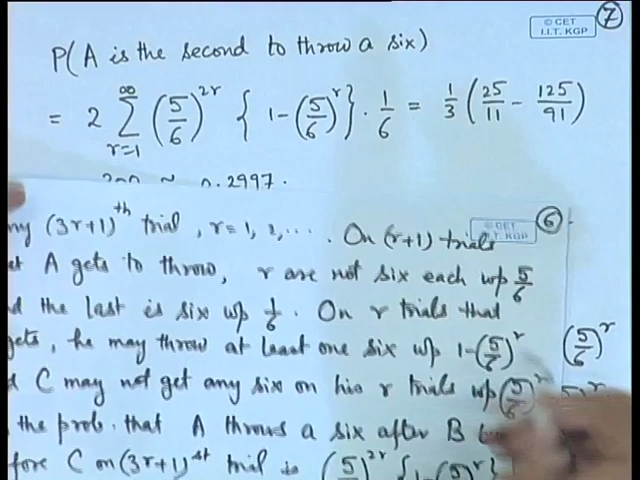 © CET
I.I.T. KGP
7
P(A is the second to throw a six)
= 2 ∑_{r=1}^{∞} (5/6)^{2r} { 1 - (5/6)^r } · 1/6 = 1/3 (25/11 - 125/91)
≈ 0.2997.
© CET
I.I.T. KGP
6
(3r+1)^th trial, r = 1, 2, .... On (r+1) trials
A gets to throw, r are not six each wp 5/6
the last is six wp 1/6. On r trials that
gets, he may throw at least one six wp 1-(5/6)^r (5/6)^r
C may not get any six on his r trials wp (5/6)^r
the prob. that A throws a six after B
fore C on (3r+1)^st trial is (5/6)^{2r} {1-(5/6)^r}